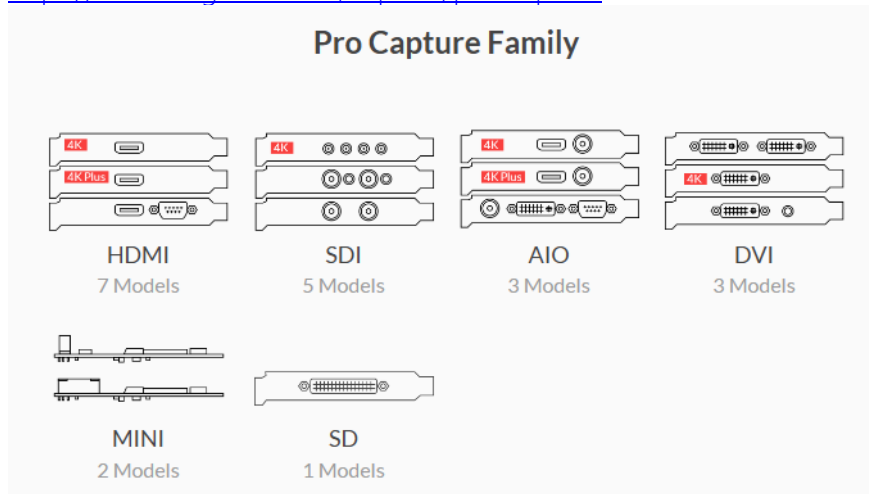 Pro Capture Family
4K
4K Plus
HDMI
7 Models
4K
SDI
5 Models
4K
4K Plus
AIO
3 Models
4K
DVI
3 Models
MINI
2 Models
SD
1 Models